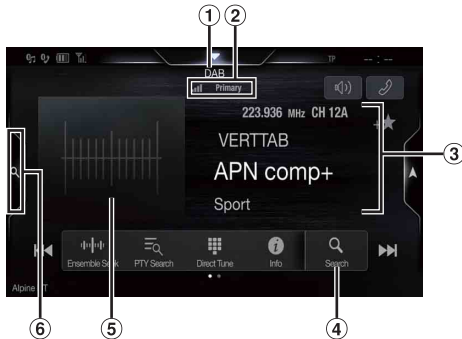 ① ②
TP -- : --
DAB
Primary
223.936 MHz CH 12A
③
VERTTAB
APN comp+
Sport
Ensemble Seek PTY Search Direct Tune Info Search
⑥ ⑤ ④